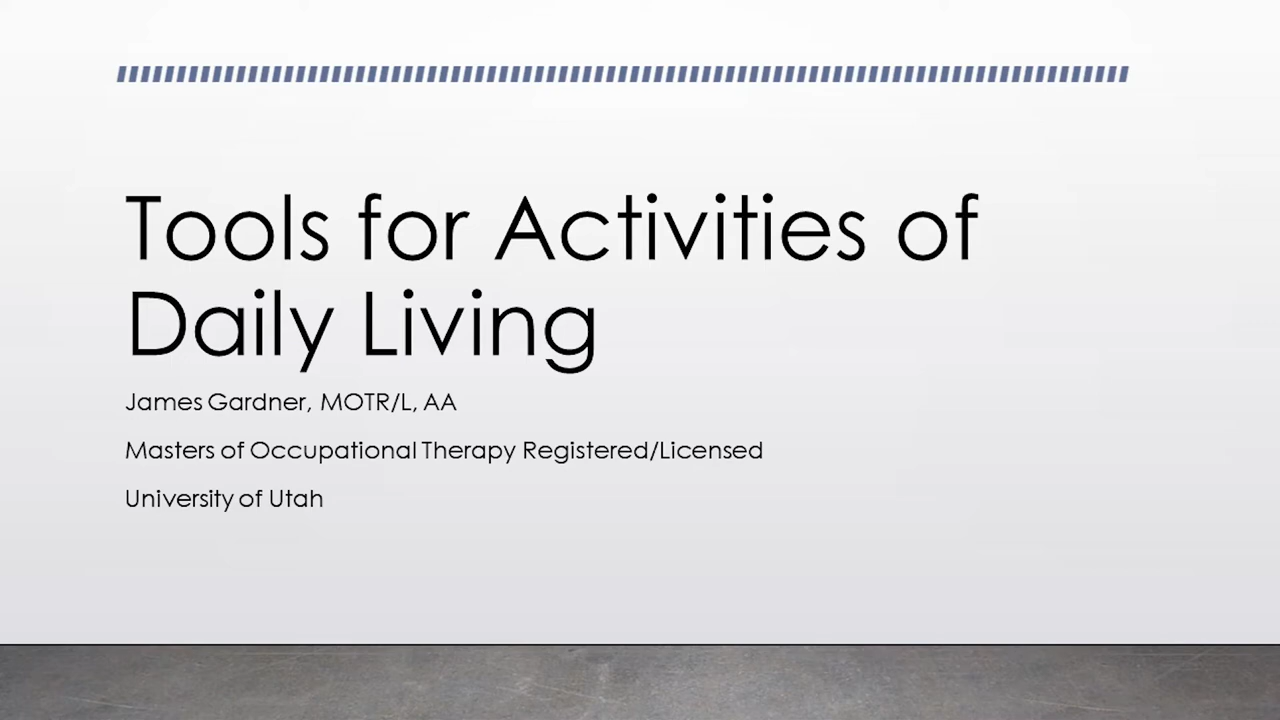 Tools for Activities of
Daily Living
James Gardner, MOTR/L, AA
Masters of Occupational Therapy Registered/Licensed
University of Utah